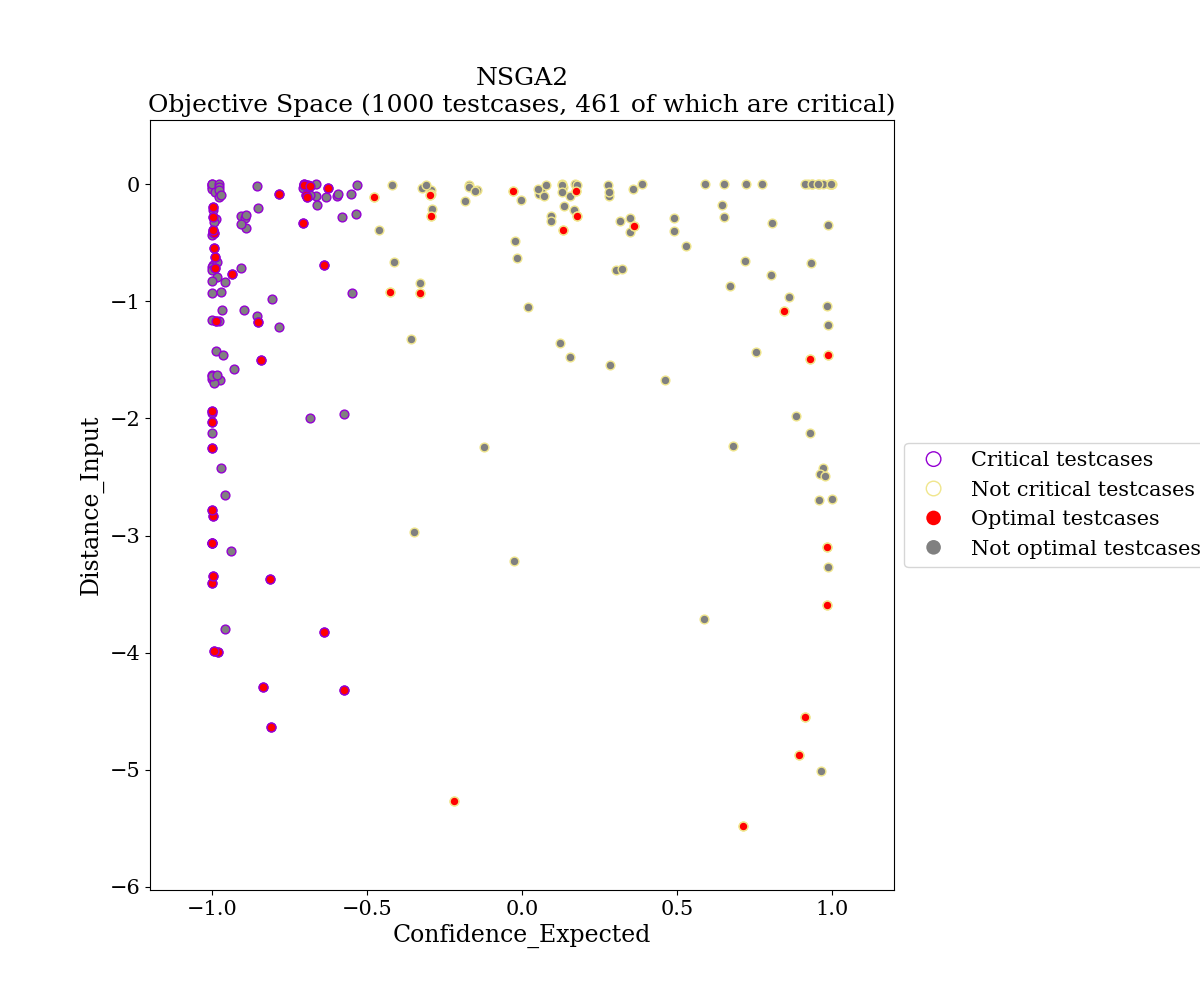 NSGA2
Objective Space (1000 testcases, 461 of which are critical)
0
−1
−2
−3
−4
−5
−6
Distance_Input
−1.0
−0.5
0.0
0.5
1.0
Confidence_Expected
Critical testcases
Not critical testcases
Optimal testcases
Not optimal testcases